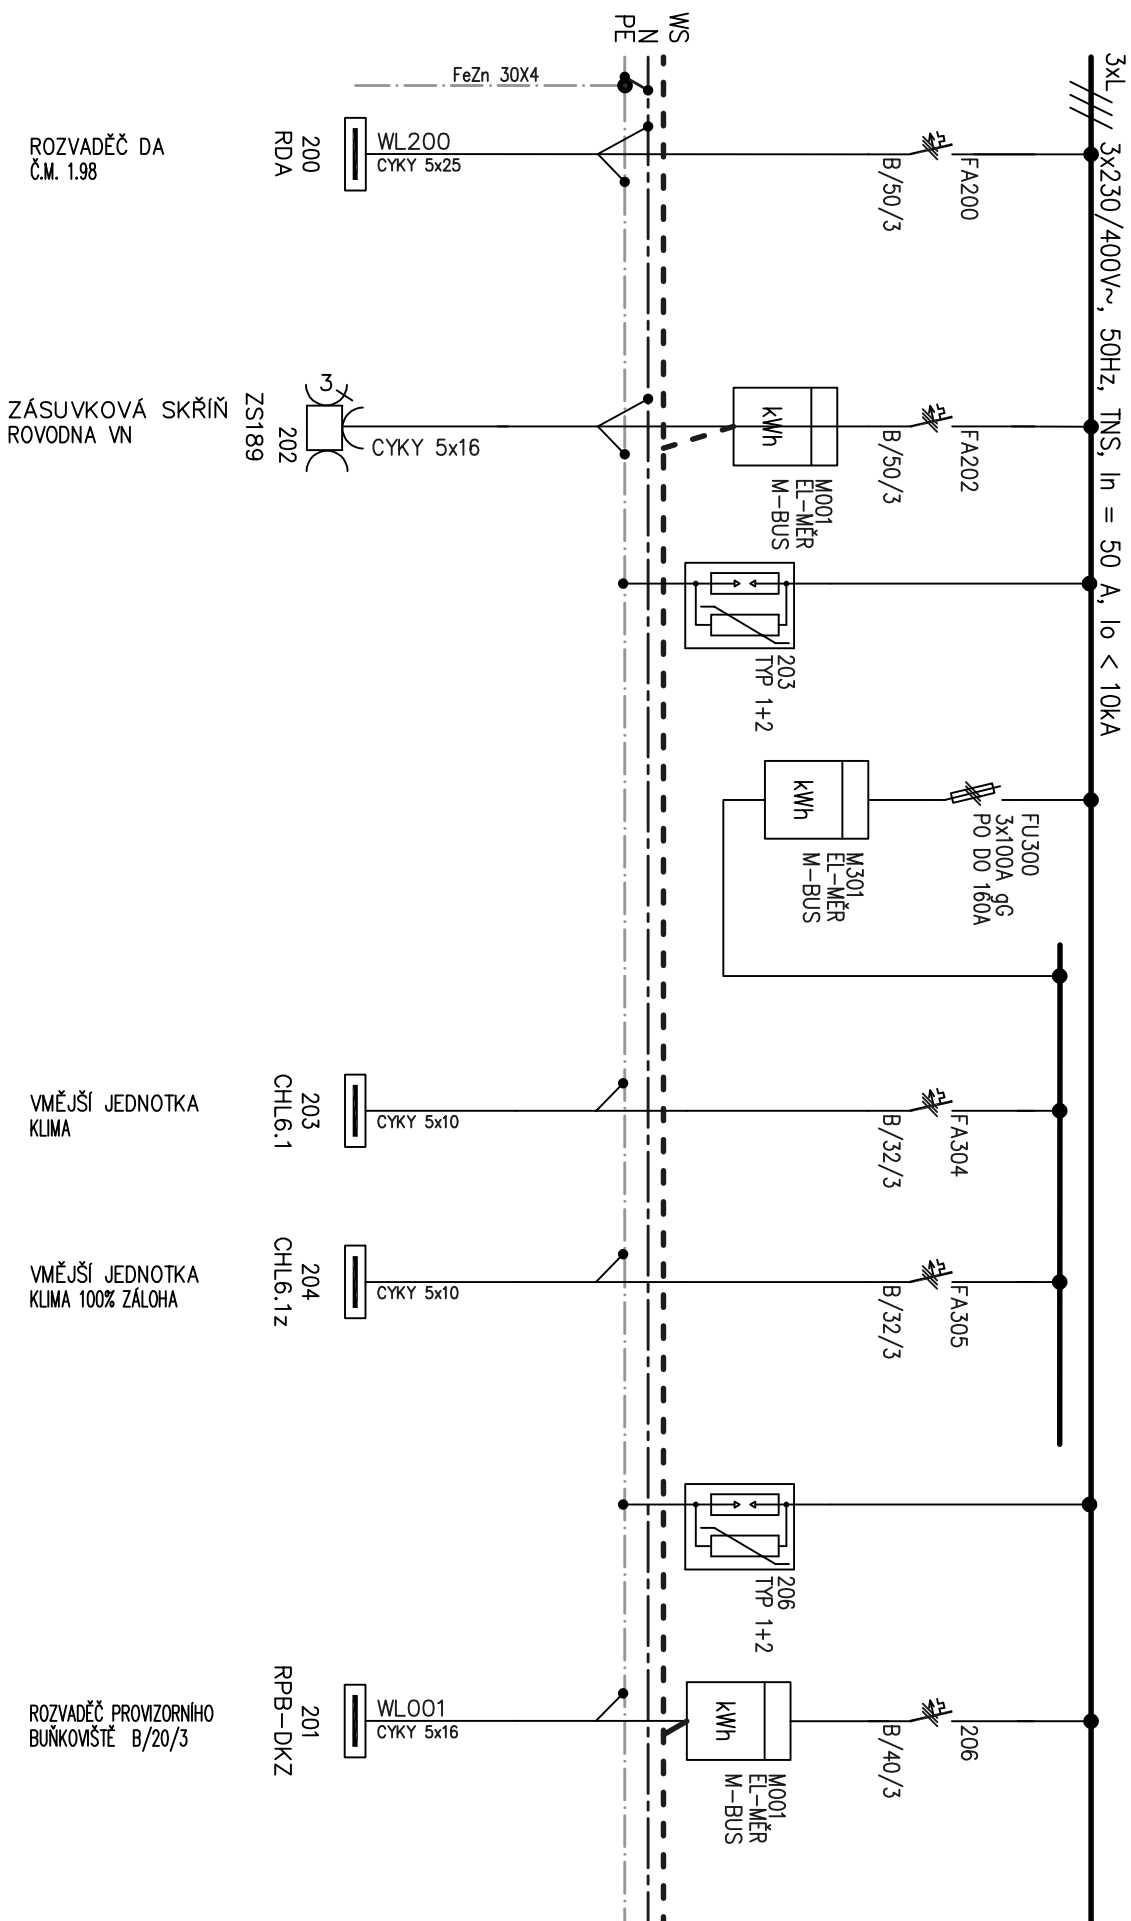 WS
N
PE
3xL
3x230/400V~, 50Hz, TNS, In = 50 A, Io < 10kA
FeZn 30X4
ROZVADĚČ DA
Č.M. 1.98
200
RDA
WL200
CYKY 5x25
FA200
B/50/3
ZÁSUVKOVÁ SKŘÍŇ
ROVODNA VN
ZS189
202
3
CYKY 5x16
kWh
M001
EL-MĚR
M-BUS
FA202
B/50/3
203
TYP 1+2
kWh
M301
EL-MĚR
M-BUS
FU300
3x100A gG
PO DO 160A
VMĚJŠÍ JEDNOTKA
KLIMA
203
CHL6.1
CYKY 5x10
FA304
B/32/3
VMĚJŠÍ JEDNOTKA
KLIMA 100% ZÁLOHA
204
CHL6.1z
CYKY 5x10
FA305
B/32/3
206
TYP 1+2
ROZVADĚČ PROVIZORNÍHO
BUŇKOVIŠTĚ B/20/3
201
RPB-DKZ
WL001
CYKY 5x16
kWh
M001
EL-MĚR
M-BUS
206
B/40/3